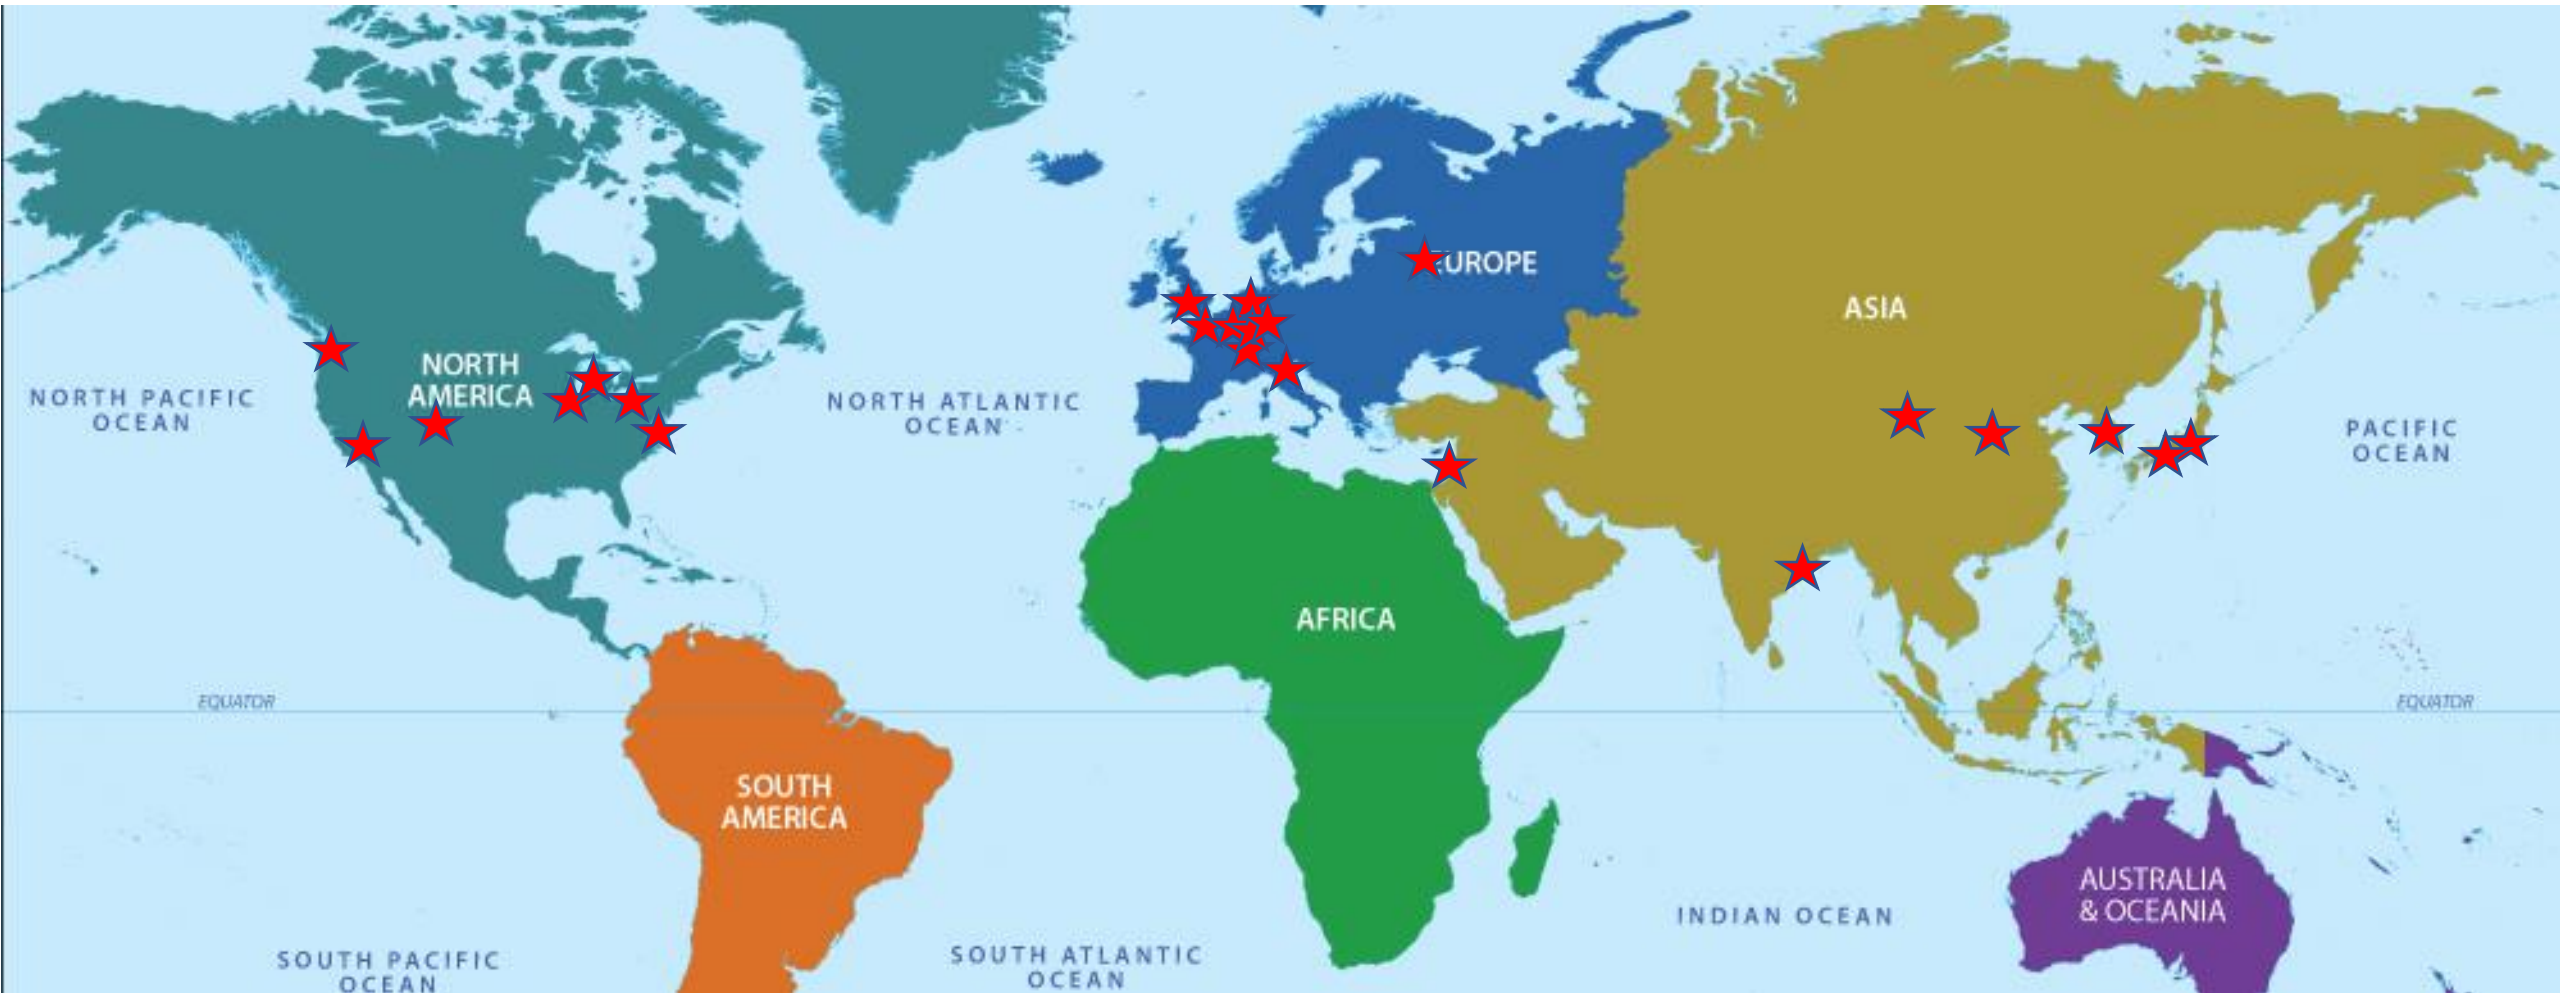 EUROPE
ASIA
NORTH
AMERICA
NORTH PACIFIC
OCEAN
NORTH ATLANTIC
OCEAN
PACIFIC
OCEAN
AFRICA
EQUATOR
EQUATOR
SOUTH
AMERICA
AUSTRALIA
& OCEANIA
INDIAN OCEAN
SOUTH PACIFIC
OCEAN
SOUTH ATLANTIC
OCEAN